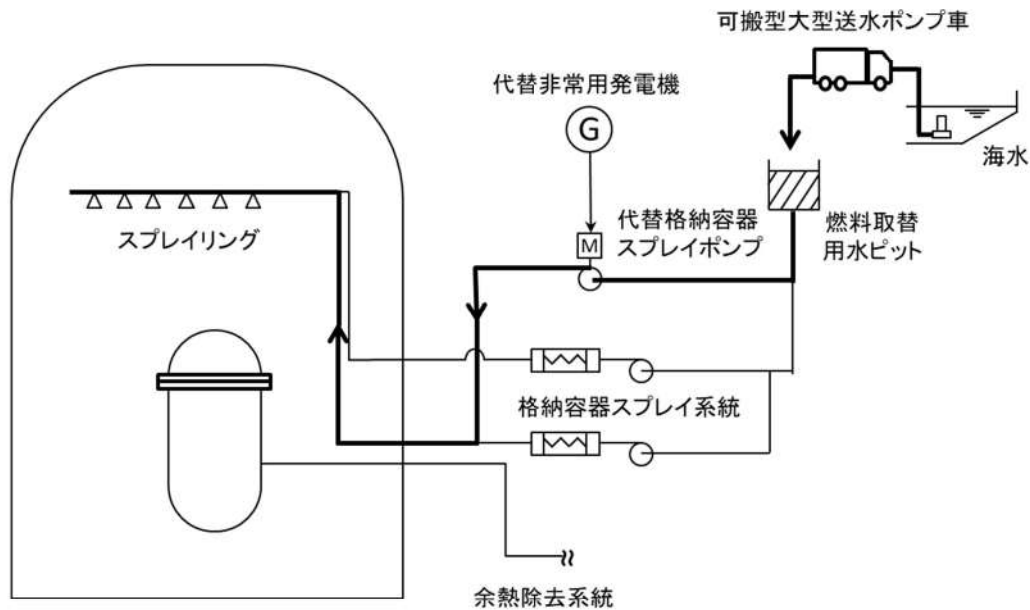 可搬型大型送水ポンプ車
代替非常用発電機
G
海水
M
代替格納容器
スプレイポンプ
燃料取替
用水ピット
スプレイリング
格納容器スプレイ系統
余熱除去系統